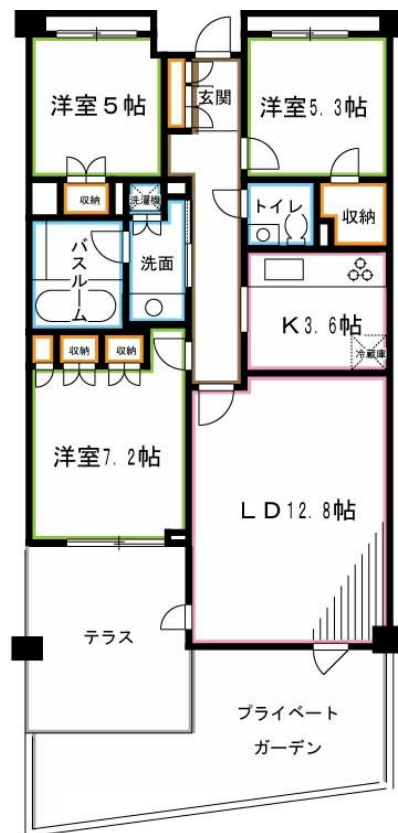 洋室5帖
玄関
洋室5.3帖
収納
洗濯機
トイレ
収納
バスルーム
洗面
K3.6帖
冷蔵庫
収納
収納
洋室7.2帖
LD12.8帖
テラス
プライベート
ガーデン